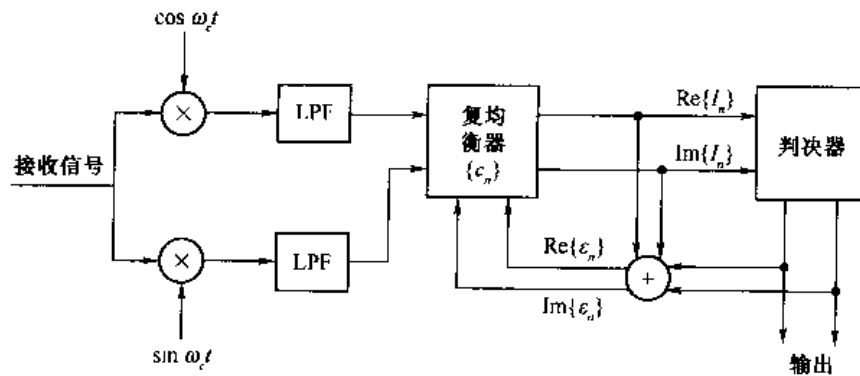 cos ω_c t
LPF
复均
衡器
{c_n}
Re{I_n}
Im{I_n}
判决器
接收信号
LPF
Re{ε_n}
Im{ε_n}
×
×
+
sin ω_c t
输出